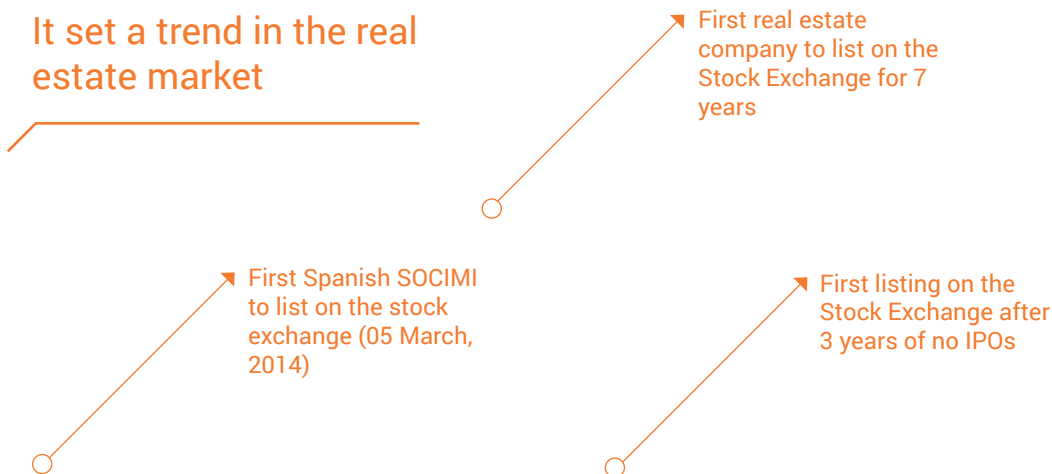 It set a trend in the real
estate market
First real estate
company to list on the
Stock Exchange for 7
years
First Spanish SOCIMI
to list on the stock
exchange (05 March,
2014)
First listing on the
Stock Exchange after
3 years of no IPOs